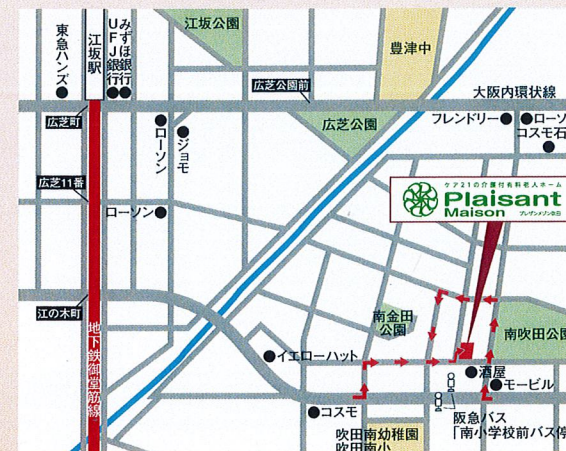 江坂公園
東急ハンズ
江坂駅
UFJ銀行
みずほ銀行
豊津中
広芝公園前
大阪内環状線
広芝町
広芝公園
フレンドリー
ローソ
コスモ石
ローソン
ジョモ
広芝11番
ローソン
ケア21の介護付有料老人ホーム
Plaisant
Maison
プレザンメゾン吹田
江の木町
南金田
公園
南吹田公園
地下鉄御堂筋線
イエローハット
酒屋
モービル
コスモ
阪急バス
「南小学校前バス停
吹田南幼稚園
吹田南小